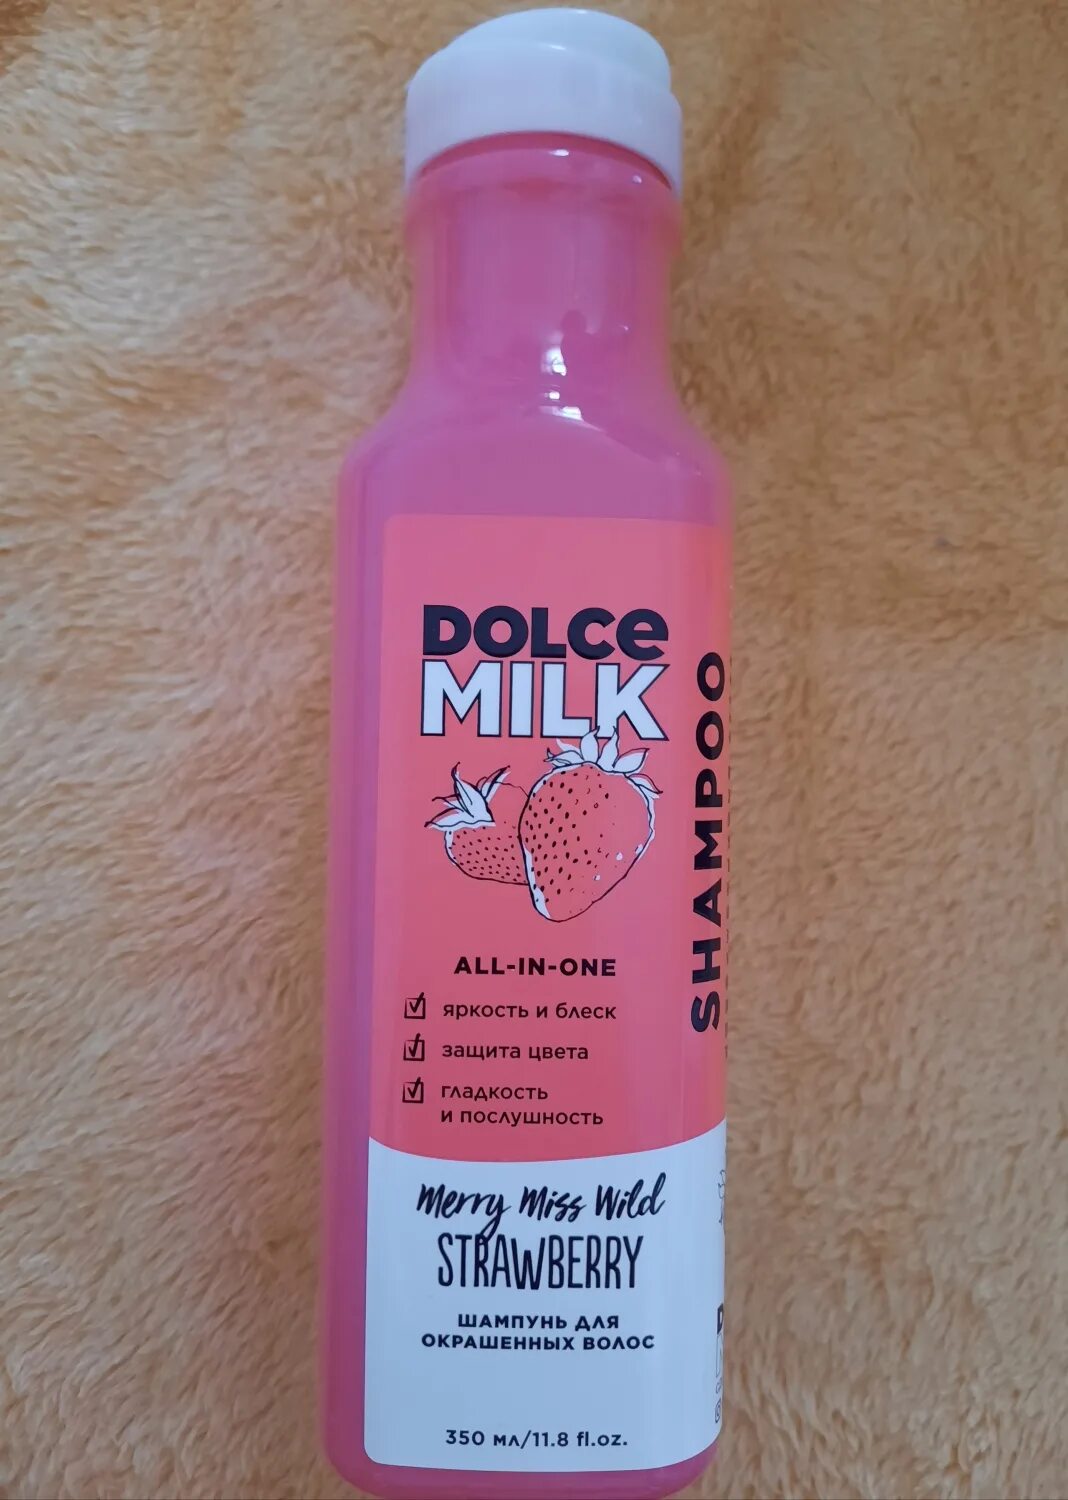 DOLCe
MILK
SHAMPOO
ALL-IN-ONE
яркость и блеск
защита цвета
гладкость
и послушность
Merry Miss Wild
STRAWBERRY
ШАМПУНЬ ДЛЯ
ОКРАШЕННЫХ ВОЛОС
350 мл/11.8 fl.oz.